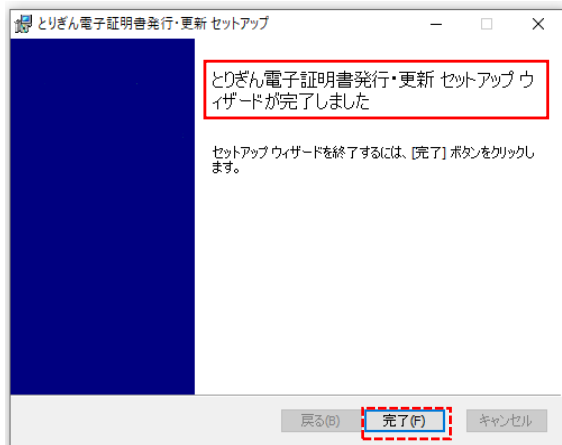 とりぎん電子証明書発行・更新 セットアップ
とりぎん電子証明書発行・更新 セットアップ ウ
ィザードが完了しました
セットアップ ウィザードを終了するには、[完了] ボタンをクリックし
ます。
戻る(B) 完了(F) キャンセル